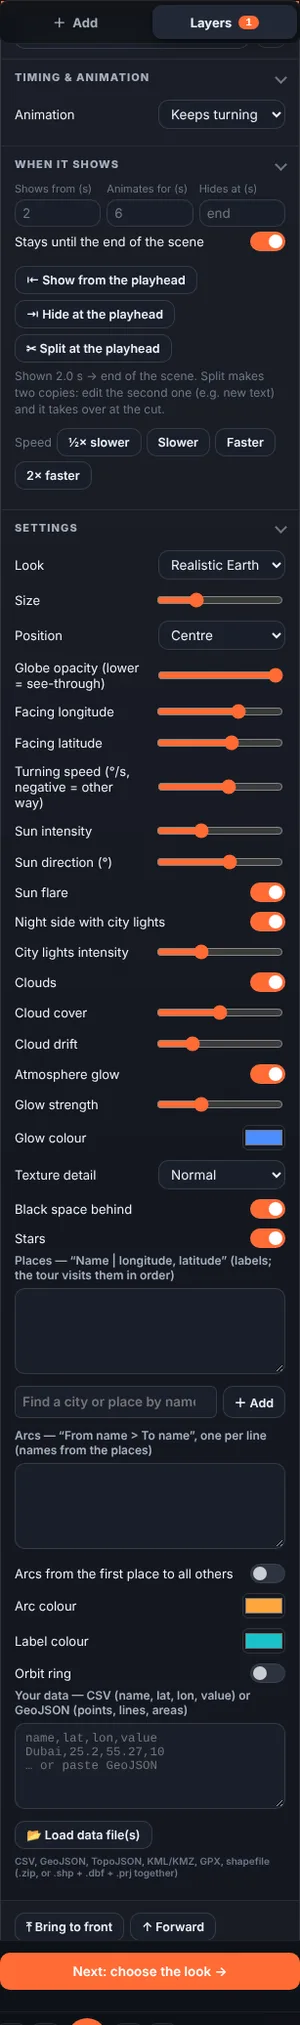 + Add
Layers 1
TIMING & ANIMATION
Animation
Keeps turning
WHEN IT SHOWS
Shows from (s)
Animates for (s)
Hides at (s)
2
6
end
Stays until the end of the scene
⇤ Show from the playhead
⇥ Hide at the playhead
✂ Split at the playhead
Shown 2.0 s → end of the scene. Split makes
two copies: edit the second one (e.g. new text)
and it takes over at the cut.
Speed
½× slower
Slower
Faster
2× faster
SETTINGS
Look
Realistic Earth
Size
Position
Centre
Globe opacity (lower
= see-through)
Facing longitude
Facing latitude
Turning speed (°/s,
negative = other
way)
Sun intensity
Sun direction (°)
Sun flare
Night side with city lights
City lights intensity
Clouds
Cloud cover
Cloud drift
Atmosphere glow
Glow strength
Glow colour
Texture detail
Normal
Black space behind
Stars
Places — “Name | longitude, latitude” (labels;
the tour visits them in order)
Find a city or place by name
+ Add
Arcs — “From name > To name”, one per line
(names from the places)
Arcs from the first place to all others
Arc colour
Label colour
Orbit ring
Your data — CSV (name, lat, lon, value) or
GeoJSON (points, lines, areas)
name,lat,lon,value
Dubai,25.2,55.27,10
… or paste GeoJSON
📂 Load data file(s)
CSV, GeoJSON, TopoJSON, KML/KMZ, GPX, shapefile
(.zip, or .shp + .dbf + .prj together)
⤒ Bring to front
↑ Forward
Next: choose the look →